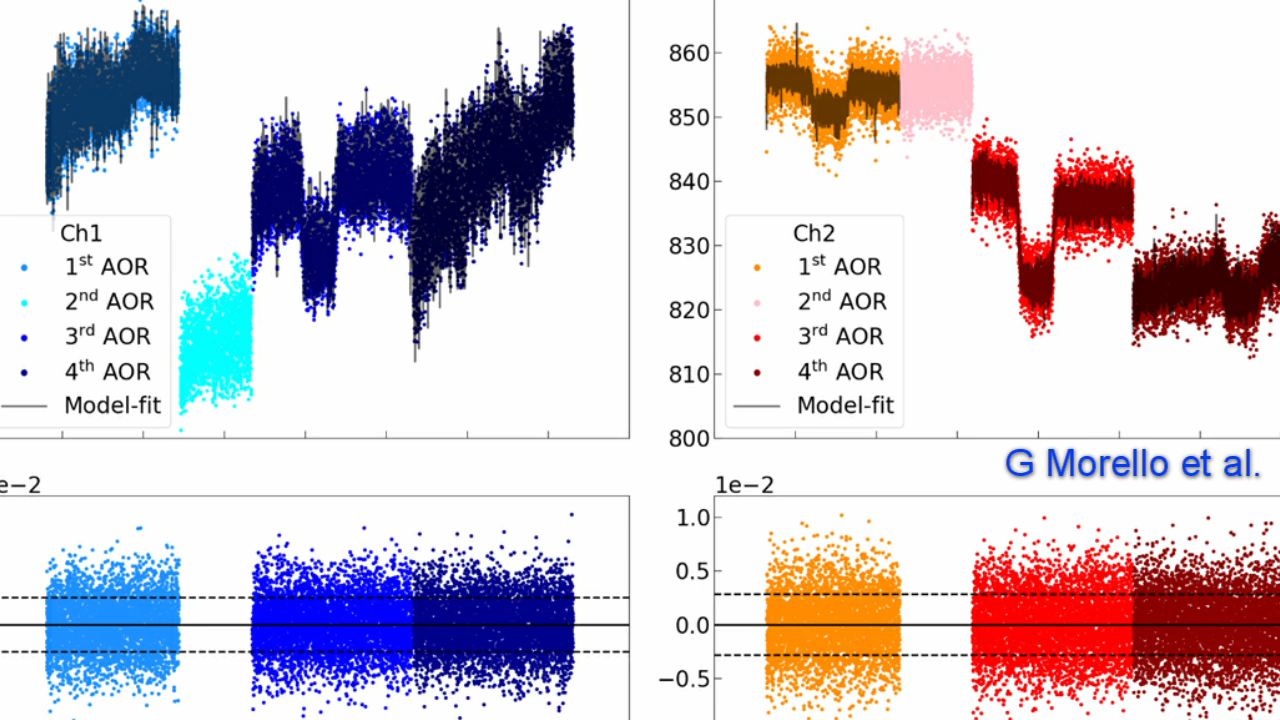 860
850
840
830
820
810
800
Ch1
1st AOR
2nd AOR
3rd AOR
4th AOR
Model-fit
Ch2
1st AOR
2nd AOR
3rd AOR
4th AOR
Model-fit
G Morello et al.
e−2
1e−2
1.0
0.5
0.0
−0.5